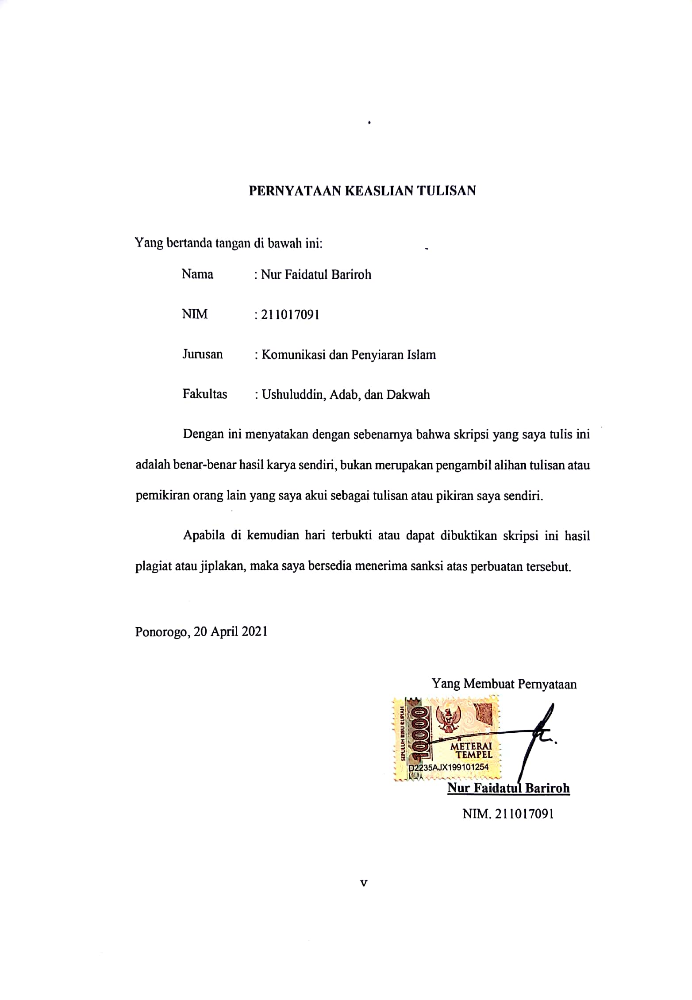 PERNYATAAN KEASLIAN TULISAN
Yang bertanda tangan di bawah ini:
Nama : Nur Faidatul Bariroh
NIM : 211017091
Jurusan : Komunikasi dan Penyiaran Islam
Fakultas : Ushuluddin, Adab, dan Dakwah
Dengan ini menyatakan dengan sebenarnya bahwa skripsi yang saya tulis ini
adalah benar-benar hasil karya sendiri, bukan merupakan pengambil alihan tulisan atau
pemikiran orang lain yang saya akui sebagai tulisan atau pikiran saya sendiri.
Apabila di kemudian hari terbukti atau dapat dibuktikan skripsi ini hasil
plagiat atau jiplakan, maka saya bersedia menerima sanksi atas perbuatan tersebut.
Ponorogo, 20 April 2021
Yang Membuat Pernyataan
SEPULUH RIBU RUPIAH
10000
METERAI
TEMPEL
D2235AJX199101254
Nur Faidatul Bariroh
NIM. 211017091
v